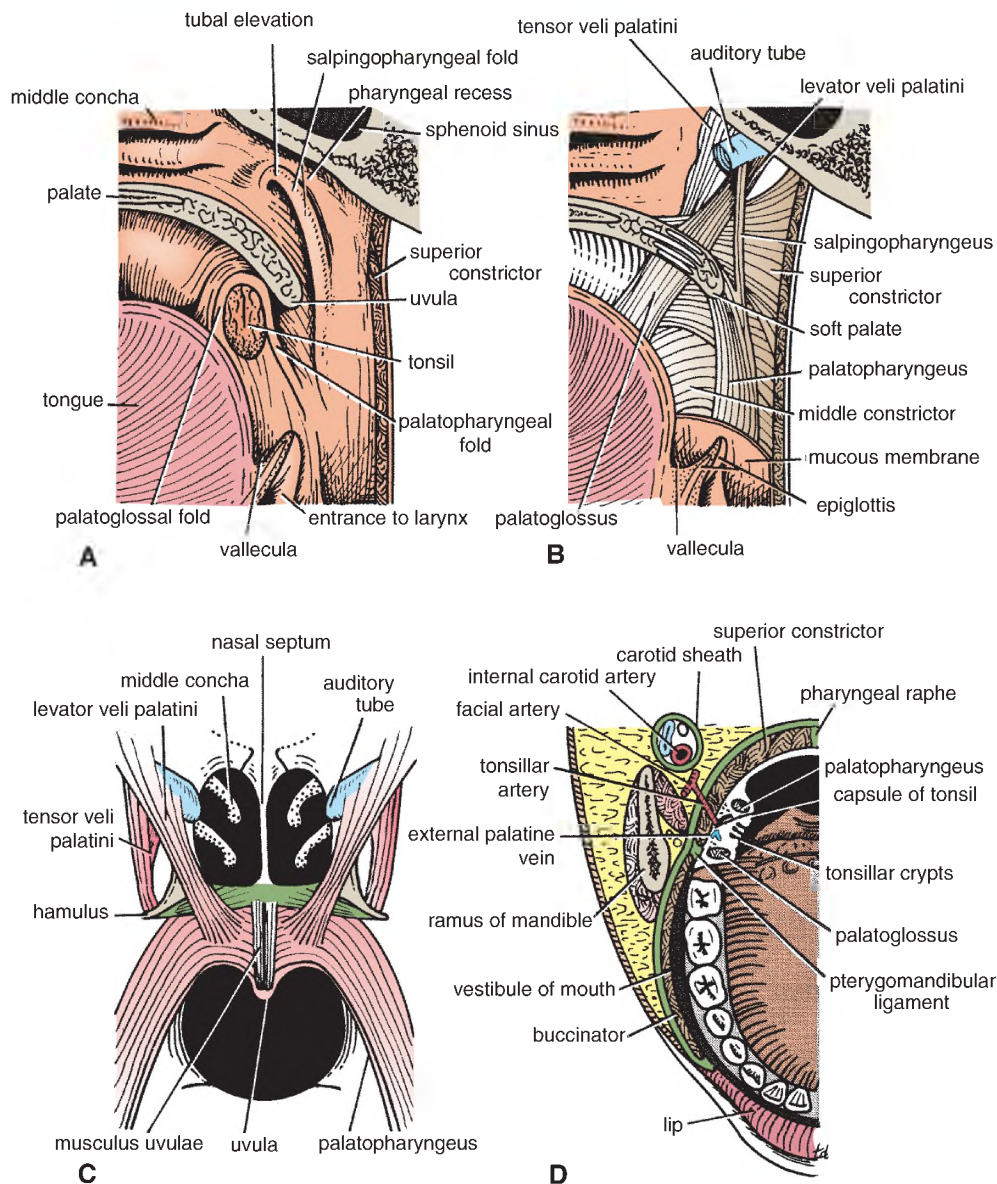 tubal elevation
salpingopharyngeal fold
pharyngeal recess
middle concha
sphenoid sinus
palate
superior
constrictor
uvula
tonsil
tongue
palatopharyngeal
fold
palatoglossal fold
entrance to larynx
vallecula
A
tensor veli palatini
auditory tube
levator veli palatini
salpingopharyngeus
superior
constrictor
soft palate
palatopharyngeus
middle constrictor
mucous membrane
epiglottis
palatoglossus
vallecula
B
nasal septum
middle concha
auditory
tube
levator veli palatini
tensor veli
palatini
hamulus
musculus uvulae
uvula
palatopharyngeus
C
superior constrictor
carotid sheath
internal carotid artery
pharyngeal raphe
facial artery
tonsillar
artery
palatopharyngeus
capsule of tonsil
external palatine
vein
tonsillar crypts
ramus of mandible
palatoglossus
vestibule of mouth
pterygomandibular
ligament
buccinator
lip
td
D